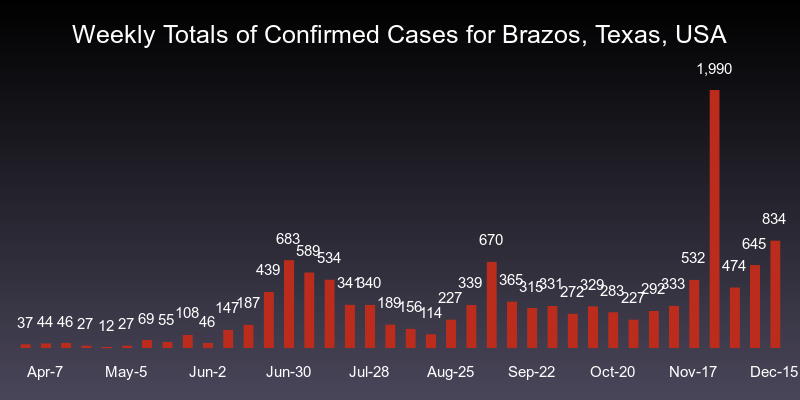 Weekly Totals of Confirmed Cases for Brazos, Texas, USA
37 44 46 27 12 27 69 55 108 46 147 187 439 683 589 534 341 340 189 156 114 227 339 670 365 315 331 272 329 283 227 292 333 532 1,990 474 645 834
Apr-7 May-5 Jun-2 Jun-30 Jul-28 Aug-25 Sep-22 Oct-20 Nov-17 Dec-15